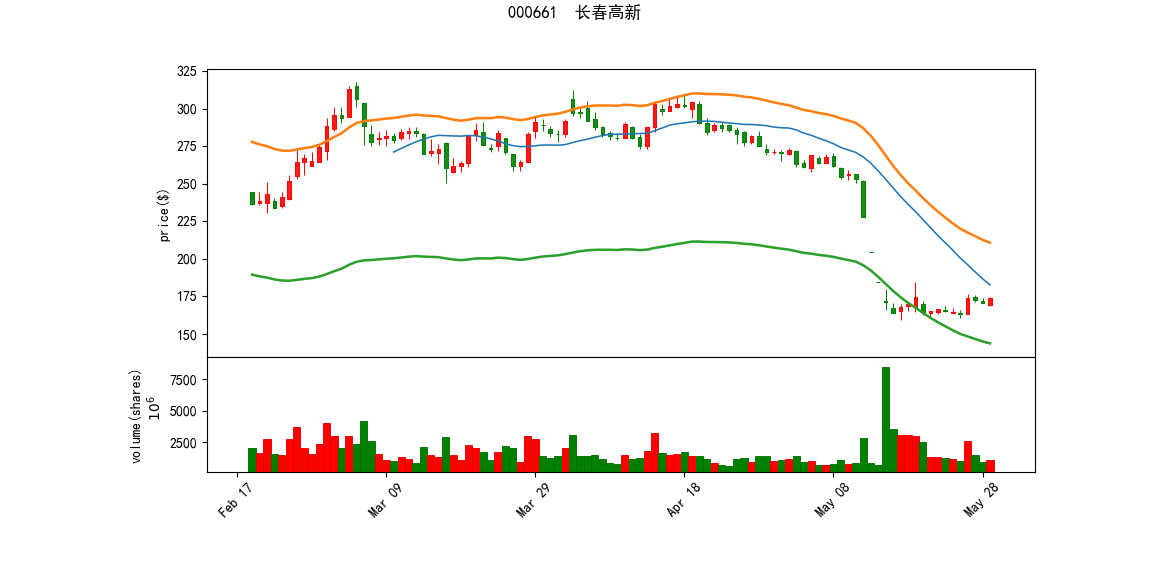 000661 长春高新
325
300
275
250
225
200
175
150
price($)
7500
5000
2500
volume(shares)
10^6
Feb 17
Mar 09
Mar 29
Apr 18
May 08
May 28